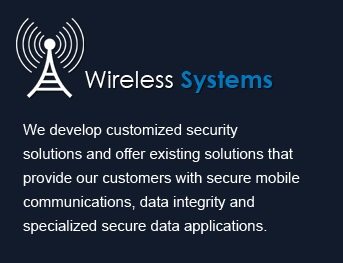 Wireless Systems
We develop customized security
solutions and offer existing solutions that
provide our customers with secure mobile
communications, data integrity and
specialized secure data applications.